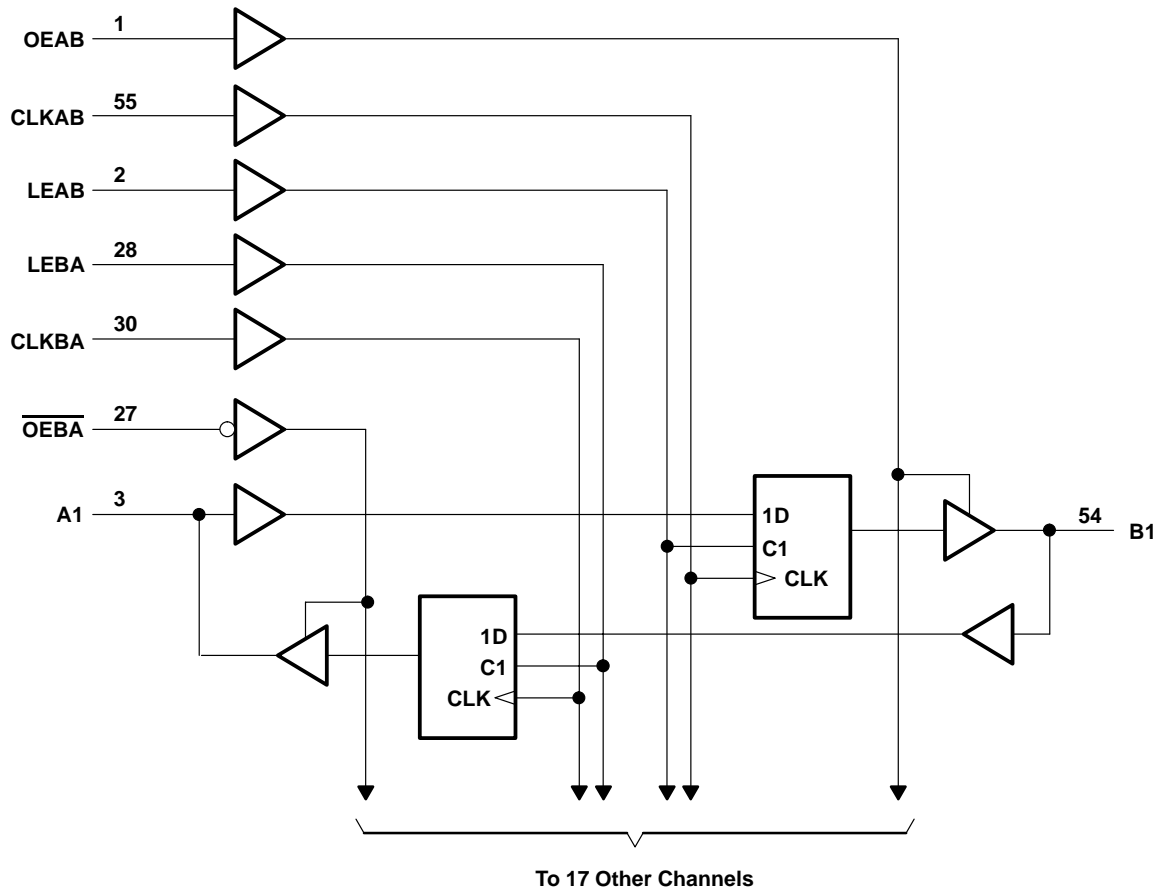 OEAB 1
CLKAB 55
LEAB 2
LEBA 28
CLKBA 30
OEBA 27
A1 3
1D
C1
CLK
54 B1
1D
C1
CLK
To 17 Other Channels